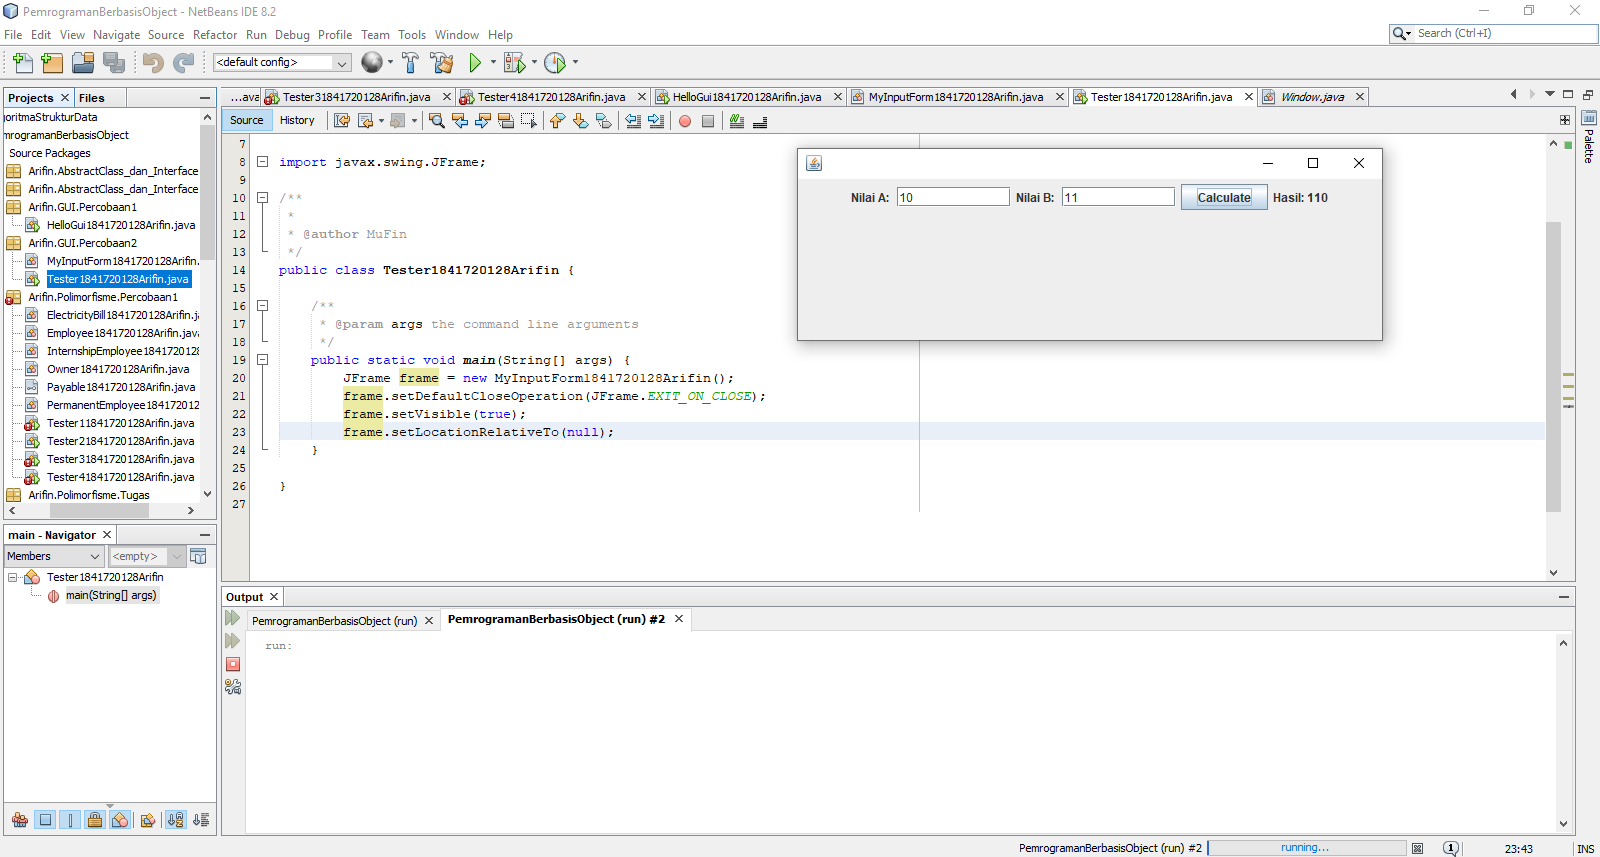 PemrogramanBerbasisObject - NetBeans IDE 8.2
File Edit View Navigate Source Refactor Run Debug Profile Team Tools Window Help
Search (Ctrl+I)
<default config>
Projects Files
goritmaStrukturData
mrogramanBerbasisObject
Source Packages
Arifin.AbstractClass_dan_Interface
Arifin.AbstractClass_dan_Interface
Arifin.GUI.Percobaan1
HelloGui1841720128Arifin.java
Arifin.GUI.Percobaan2
MyInputForm1841720128Arifin.
Tester1841720128Arifin.java
Arifin.Polimorfisme.Percobaan1
ElectricityBill1841720128Arifin.ja
Employee1841720128Arifin.java
InternshipEmployee184172012
Owner1841720128Arifin.java
Payable1841720128Arifin.java
PermanentEmployee184172012
Tester11841720128Arifin.java
Tester21841720128Arifin.java
Tester31841720128Arifin.java
Tester41841720128Arifin.java
Arifin.Polimorfisme.Tugas
main - Navigator
Members <empty>
Tester1841720128Arifin
main(String[] args)
...ava Tester31841720128Arifin.java Tester41841720128Arifin.java HelloGui1841720128Arifin.java MyInputForm1841720128Arifin.java Tester1841720128Arifin.java Window.java
Source History
7
8 import javax.swing.JFrame;
9
10 /**
11 *
12 * @author MuFin
13 */
14 public class Tester1841720128Arifin {
15
16 /**
17 * @param args the command line arguments
18 */
19 public static void main(String[] args) {
20 JFrame frame = new MyInputForm1841720128Arifin();
21 frame.setDefaultCloseOperation(JFrame.EXIT_ON_CLOSE);
22 frame.setVisible(true);
23 frame.setLocationRelativeTo(null);
24 }
25
26 }
27
Nilai A: 10 Nilai B: 11 Calculate Hasil: 110
Palette
Output
PemrogramanBerbasisObject (run) PemrogramanBerbasisObject (run) #2
run:
PemrogramanBerbasisObject (run) #2 running... 1 23:43 INS